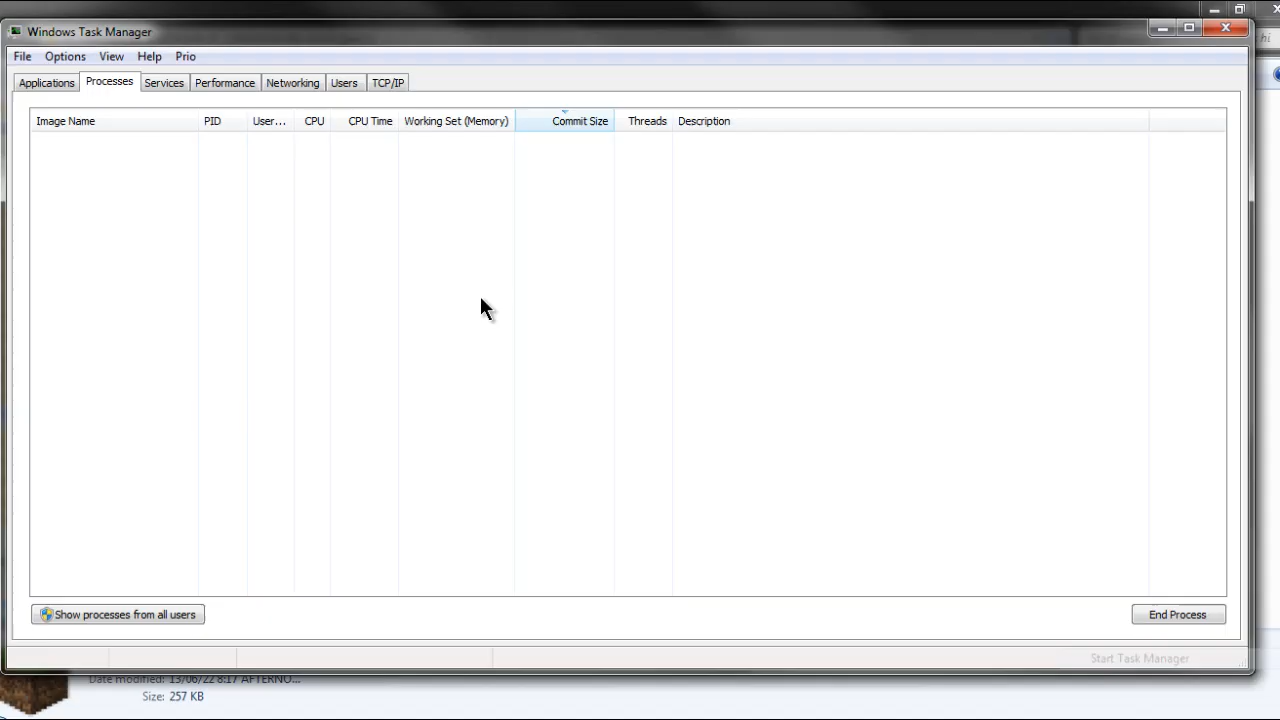 Windows Task Manager
hi
File Options View Help Prio
Applications Processes Services Performance Networking Users TCP/IP
Image Name PID User... CPU CPU Time Working Set (Memory) Commit Size Threads Description
Show processes from all users End Process
Start Task Manager
Date modified: 13/06/22 8:17 AFTERNO...
Size: 257 KB